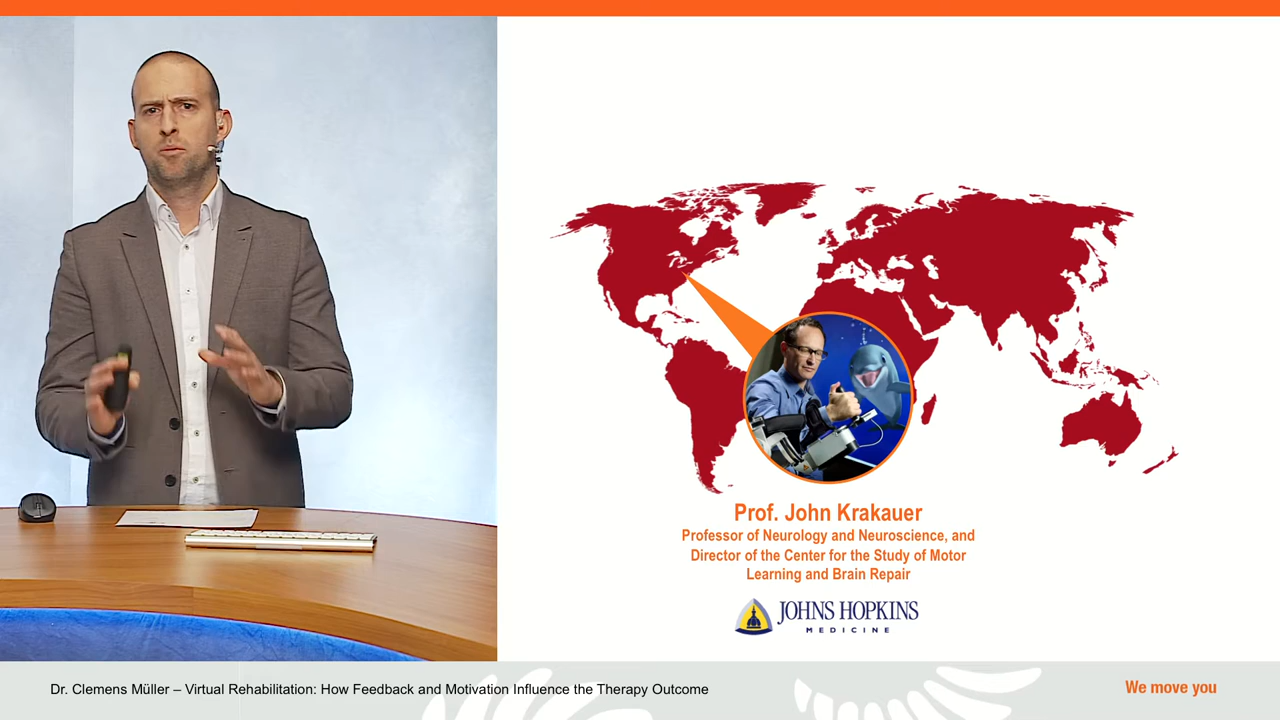 Prof. John Krakauer
Professor of Neurology and Neuroscience, and
Director of the Center for the Study of Motor
Learning and Brain Repair
JOHNS HOPKINS
MEDICINE
Dr. Clemens Müller – Virtual Rehabilitation: How Feedback and Motivation Influence the Therapy Outcome
We move you